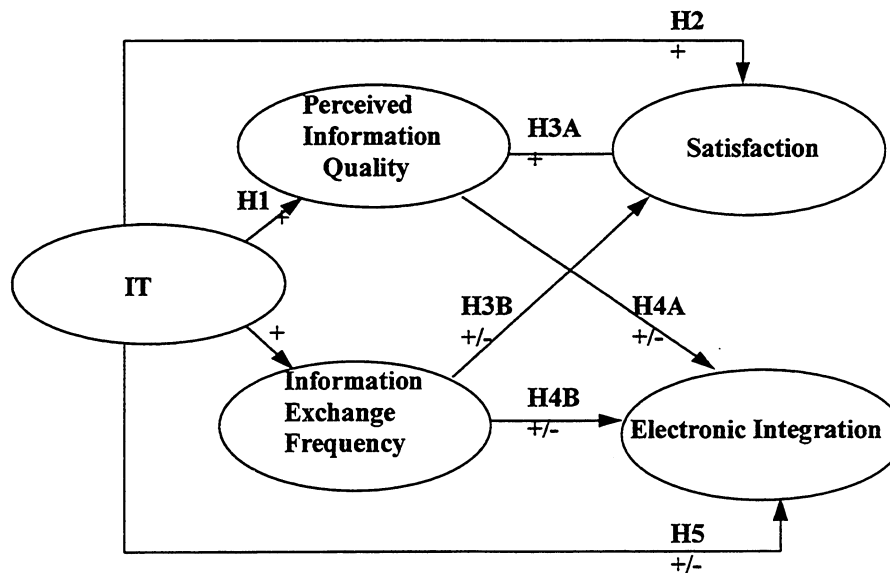 H2
+
Perceived
Information
Quality
H3A
+
Satisfaction
H1
+
IT
H3B
+/-
H4A
+/-
+
Information
Exchange
Frequency
H4B
+/-
Electronic Integration
H5
+/-